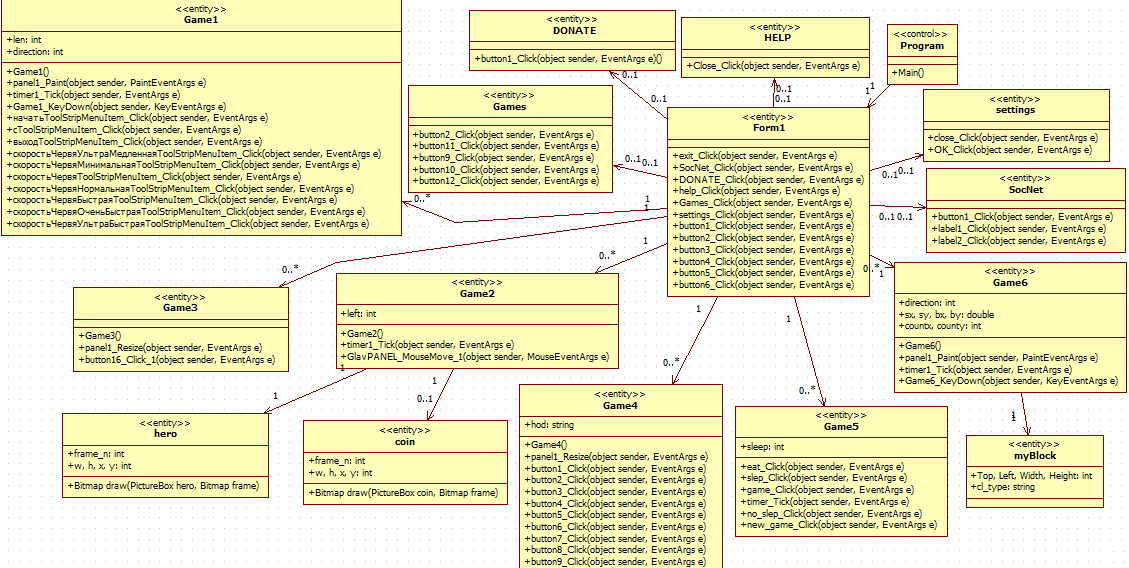 <<entity>>
Game1
+len: int
+direction: int
+Game1()
+panel1_Paint(object sender, PaintEventArgs e)
+timer1_Tick(object sender, EventArgs e)
+Game1_KeyDown(object sender, KeyEventArgs e)
+начатьToolStripMenuItem_Click(object sender, EventArgs e)
+сToolStripMenuItem_Click(object sender, EventArgs e)
+выходToolStripMenuItem_Click(object sender, EventArgs e)
+скоростьЧервяУльтраМедленнаяToolStripMenuItem_Click(object sender, EventArgs e)
+скоростьЧервяМинимальнаяToolStripMenuItem_Click(object sender, EventArgs e)
+скоростьЧервяToolStripMenuItem_Click(object sender, EventArgs e)
+скоростьЧервяНормальнаяToolStripMenuItem_Click(object sender, EventArgs e)
+скоростьЧервяБыстраяToolStripMenuItem_Click(object sender, EventArgs e)
+скоростьЧервяОченьБыстраяToolStripMenuItem_Click(object sender, EventArgs e)
+скоростьЧервяУльтраБыстраяToolStripMenuItem_Click(object sender, EventArgs e)
<<entity>>
DONATE
+button1_Click(object sender, EventArgs e)()
<<entity>>
HELP
+Close_Click(object sender, EventArgs e)
<<control>>
Program
+Main()
0..1
0..1
0..1
0..1
1
1
<<entity>>
Games
+button2_Click(object sender, EventArgs e)
+button11_Click(object sender, EventArgs e)
+button9_Click(object sender, EventArgs e)
+button10_Click(object sender, EventArgs e)
+button12_Click(object sender, EventArgs e)
<<entity>>
Form1
+exit_Click(object sender, EventArgs e)
+SocNet_Click(object sender, EventArgs e)
+DONATE_Click(object sender, EventArgs e)
+help_Click(object sender, EventArgs e)
+Games_Click(object sender, EventArgs e)
+settings_Click(object sender, EventArgs e)
+button1_Click(object sender, EventArgs e)
+button2_Click(object sender, EventArgs e)
+button3_Click(object sender, EventArgs e)
+button4_Click(object sender, EventArgs e)
+button5_Click(object sender, EventArgs e)
+button6_Click(object sender, EventArgs e)
<<entity>>
settings
+close_Click(object sender, EventArgs e)
+OK_Click(object sender, EventArgs e)
0..1
0..1
0..1
0..1
<<entity>>
SocNet
+button1_Click(object sender, EventArgs e)
+label1_Click(object sender, EventArgs e)
+label2_Click(object sender, EventArgs e)
0..1
0..1
0..*
1
1
1
0..*
0..*
0..*
1
<<entity>>
Game6
+direction: int
+sx, sy, bx, by: double
+countx, county: int
+Game6()
+panel1_Paint(object sender, PaintEventArgs e)
+timer1_Tick(object sender, EventArgs e)
+Game6_KeyDown(object sender, KeyEventArgs e)
<<entity>>
Game3
+Game3()
+panel1_Resize(object sender, EventArgs e)
+button16_Click_1(object sender, EventArgs e)
<<entity>>
Game2
+left: int
+Game2()
+timer1_Tick(object sender, EventArgs e)
+GlavPANEL_MouseMove_1(object sender, MouseEventArgs e)
1
1
0..*
0..*
1
1
1
0..1
1
1
<<entity>>
hero
+frame_n: int
+w, h, x, y: int
+Bitmap draw(PictureBox hero, Bitmap frame)
<<entity>>
coin
+frame_n: int
+w, h, x, y: int
+Bitmap draw(PictureBox coin, Bitmap frame)
<<entity>>
Game4
+hod: string
+Game4()
+panel1_Resize(object sender, EventArgs e)
+button1_Click(object sender, EventArgs e)
+button2_Click(object sender, EventArgs e)
+button3_Click(object sender, EventArgs e)
+button4_Click(object sender, EventArgs e)
+button5_Click(object sender, EventArgs e)
+button6_Click(object sender, EventArgs e)
+button7_Click(object sender, EventArgs e)
+button8_Click(object sender, EventArgs e)
+button9_Click(object sender, EventArgs e)
<<entity>>
Game5
+sleep: int
+eat_Click(object sender, EventArgs e)
+slep_Click(object sender, EventArgs e)
+game_Click(object sender, EventArgs e)
+timer_Tick(object sender, EventArgs e)
+no_slep_Click(object sender, EventArgs e)
+new_game_Click(object sender, EventArgs e)
<<entity>>
myBlock
+Top, Left, Width, Height: int
+cl_type: string